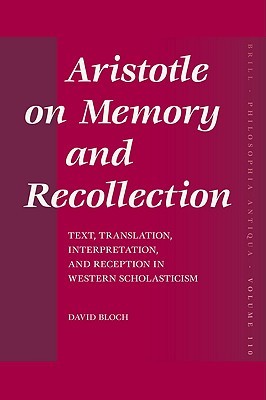 Aristotle
on Memory
and
Recollection
TEXT, TRANSLATION,
INTERPRETATION,
AND RECEPTION IN
WESTERN SCHOLASTICISM
DAVID BLOCH
BRILL • PHILOSOPHIA ANTIQUA • VOLUME 110